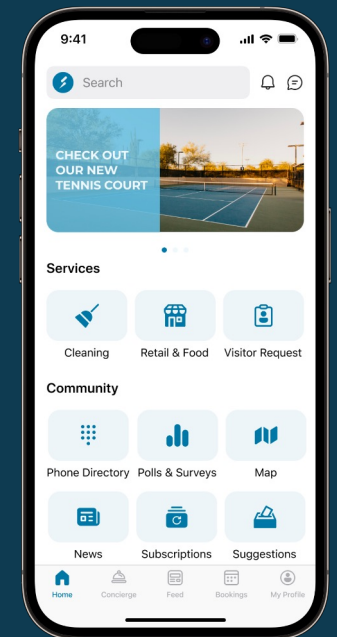 9:41
Search
CHECK OUT
OUR NEW
TENNIS COURT
Services
Cleaning Retail & Food Visitor Request
Community
Phone Directory Polls & Surveys Map
News Subscriptions Suggestions
Home Concierge Feed Bookings My Profile